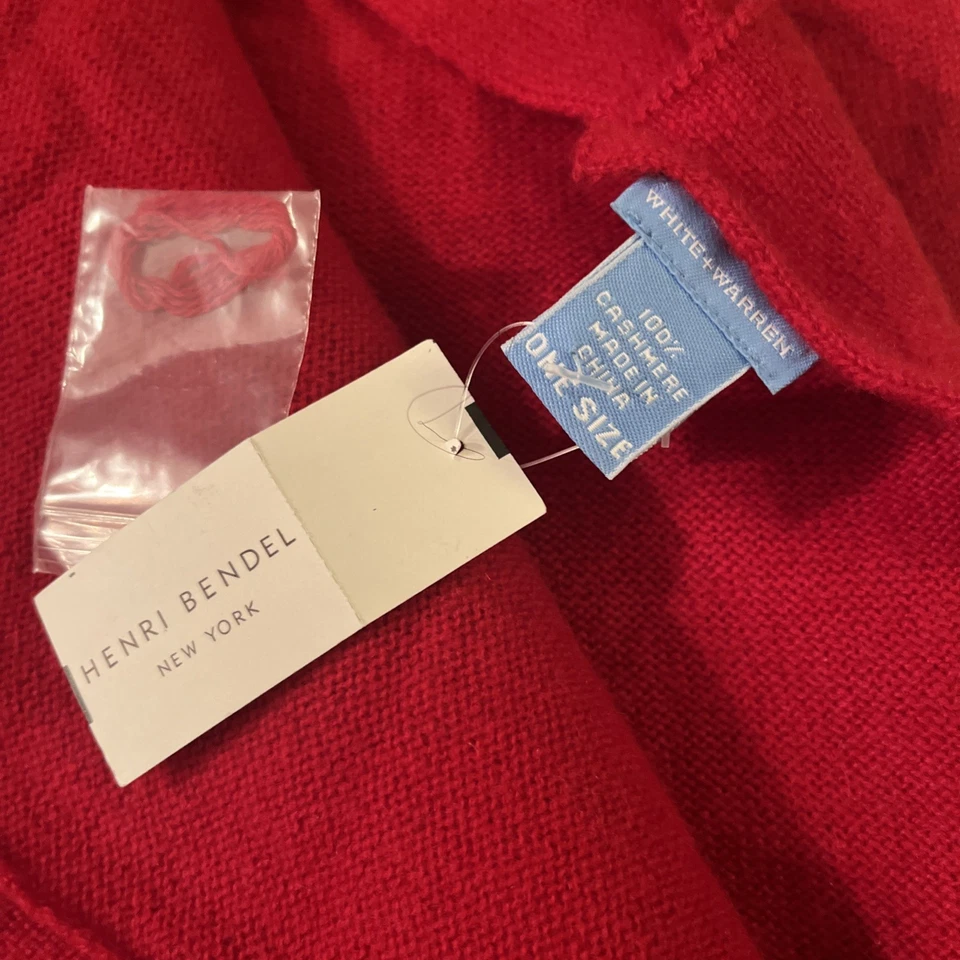 WHITE+WARREN
100%
CASHMERE
MADE IN
CHINA
ONE SIZE
HENRI BENDEL
NEW YORK